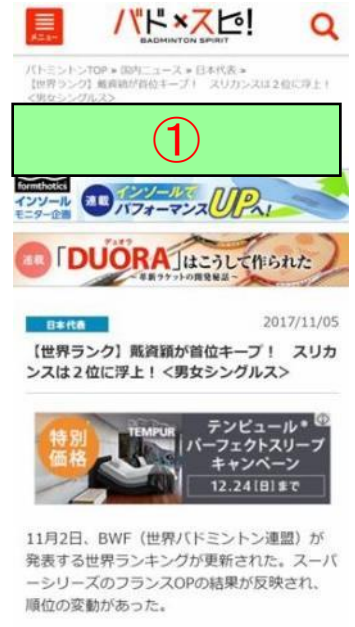 バド×スピ!
BADMINTON SPIRIT
メニュー
バドミントンTOP » 国内ニュース » 日本代表 »
【世界ランク】戴資穎が首位キープ! スリカンスは2位に浮上!
<男女シングルス>
①
formthotics
インソール
モニター企画
連載
インソールで
パフォーマンスUPへ!
連載
デュオラ
「DUORA」はこうして作られた
~革新ラケットの開発秘話~
日本代表
2017/11/05
【世界ランク】戴資穎が首位キープ! スリカ
ンスは2位に浮上!<男女シングルス>
特別
価格
TEMPUR
テンピュール®
パーフェクトスリープ
キャンペーン
12.24[日]まで
11月2日、BWF(世界バドミントン連盟)が
発表する世界ランキングが更新された。スーパ
ーシリーズのフランスOPの結果が反映され、
順位の変動があった。